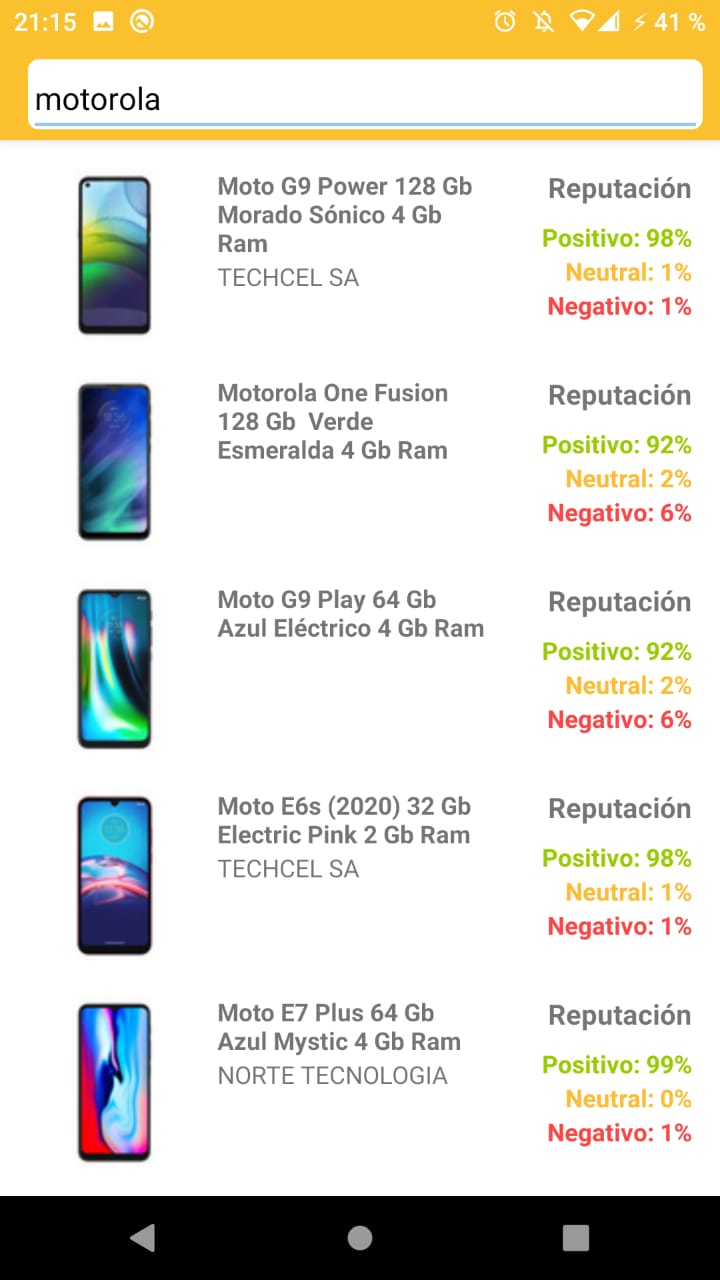 21:15
41 %
motorola
Moto G9 Power 128 Gb
Morado Sónico 4 Gb
Ram
TECHCEL SA
Reputación
Positivo: 98%
Neutral: 1%
Negativo: 1%
Motorola One Fusion
128 Gb  Verde
Esmeralda 4 Gb Ram
Reputación
Positivo: 92%
Neutral: 2%
Negativo: 6%
Moto G9 Play 64 Gb
Azul Eléctrico 4 Gb Ram
Reputación
Positivo: 92%
Neutral: 2%
Negativo: 6%
Moto E6s (2020) 32 Gb
Electric Pink 2 Gb Ram
TECHCEL SA
Reputación
Positivo: 98%
Neutral: 1%
Negativo: 1%
Moto E7 Plus 64 Gb
Azul Mystic 4 Gb Ram
NORTE TECNOLOGIA
Reputación
Positivo: 99%
Neutral: 0%
Negativo: 1%